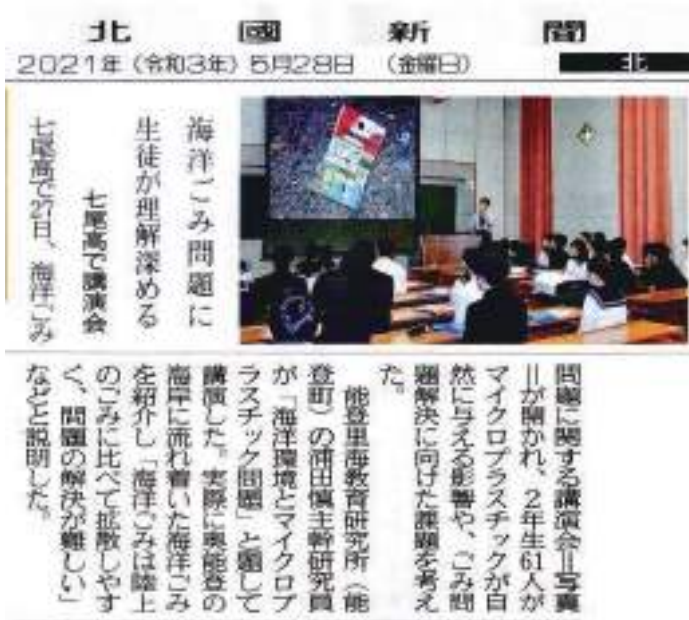 北國新聞
2021年(令和3年)5月28日 (金曜日)
北
海洋ごみ問題に
生徒が理解深める
七尾高で講演会
七尾高で27日、海洋ごみ
問題に関する講演会=写真
=が開かれ、2年生61人が
マイクロプラスチックが自
然に与える影響や、ごみ問
題解決に向けた課題を考え
た。
能登里海教育研究所(能
登町)の浦田慎主幹研究員
が「海洋環境とマイクロプ
ラスチック問題」と題して
講演した。実際に奥能登の
海岸に流れ着いた海洋ごみ
を紹介し「海洋ごみは陸上
のごみに比べて拡散しやす
く、問題の解決が難しい」
などと説明した。